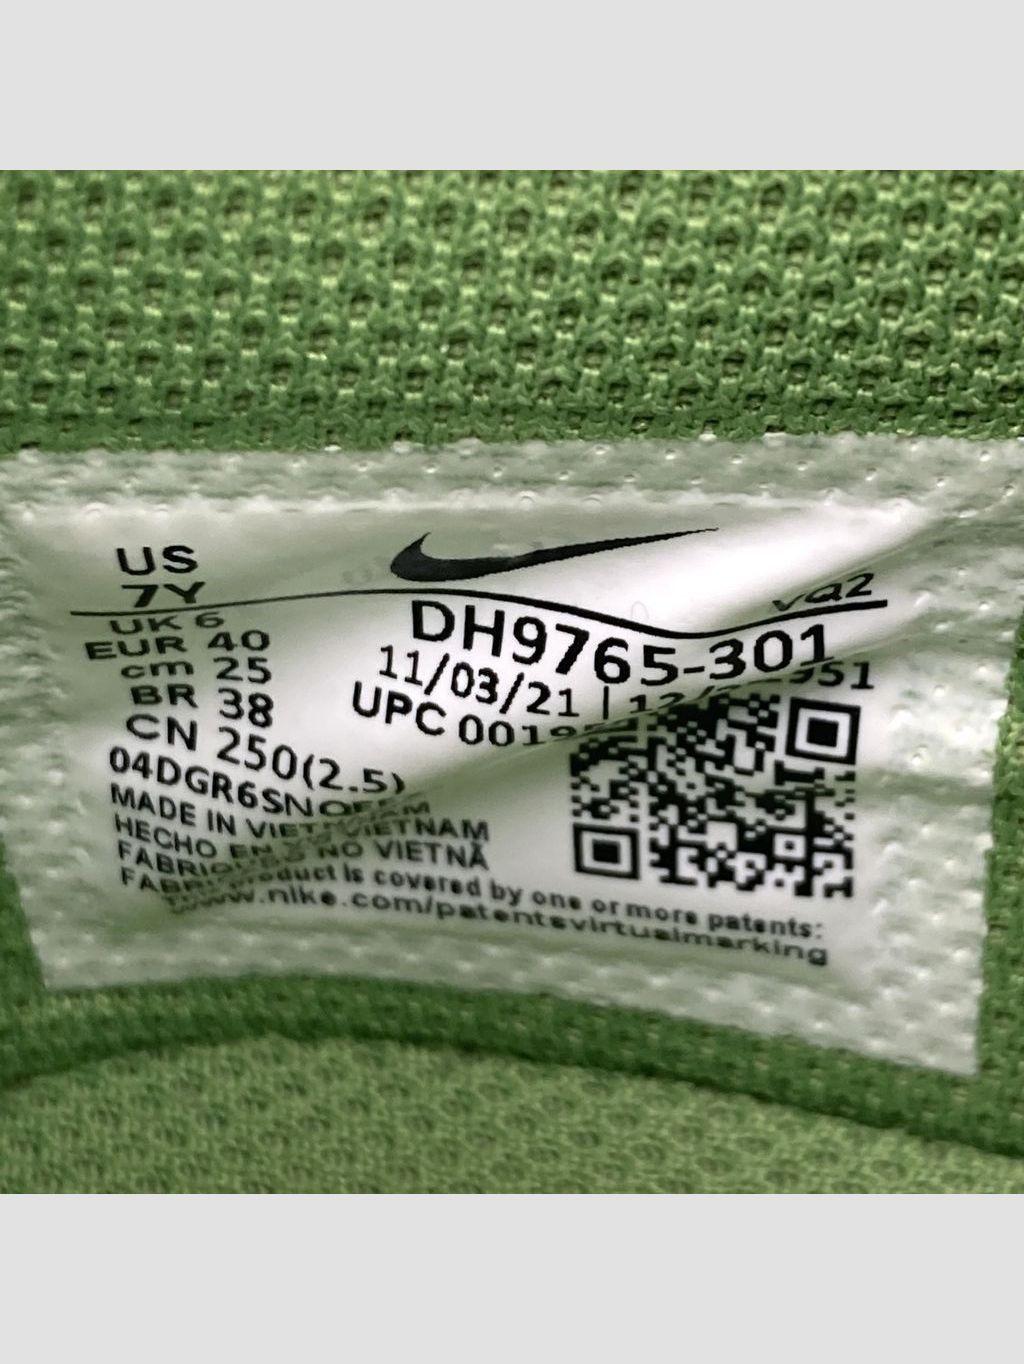 US
7Y
UK 6
EUR 40
cm 25
BR 38
CN 250(2.5)
04DGR6SN
MADE IN VIETNAM
HECHO EN
VIETNÃ
product is covered by one or more patents:
www.nike.com/patentsvirtualmarking
VQ2
DH9765-301
11/03/21 |
UPC